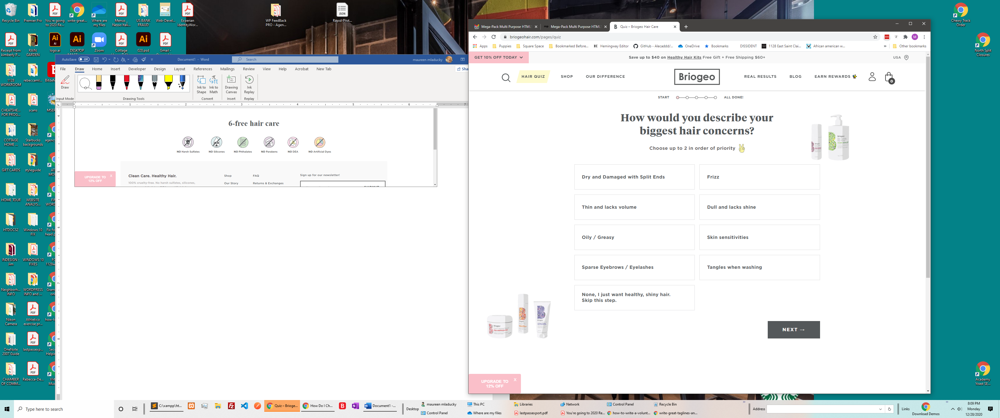 Recycle Bin
Premier Pro
You're going to 2020 Re...
write-great...
Where are my files
Menus _ Nesso Itali...
US BANK FRAUD
Web-Devel...
Experian IdentityWor...
WP FeedBack PRO - Agen...
Rapid-Prot...
Chewy Track Order
Receipt from kimberly P...
RAIN GARDEN
logo.ai
DESKTOP
Zoom
Cottage
028.psd
Gmail -
North Split Closures
1128 WORKROOM
rebeccaml...
Bitdefe
CHEATSHE... FOR PROG...
scans
MSER
COTTAGE HOME ...
Starbucks backgrounds
agency
GIFT CARDS
styleguide
HOME TOUR
WEBSITE ANALYS...
HTDOCS2
Windows 10 FIX
INDESIGN - Jim
WINDOWS 10 FIXES
Neighborh... INFO
WORDPRESS INFO and ...
Nikon Camera
Athletico exercise pr...
how-t
OneNote 2007 Guide
lastpassexp...
CHAMBER OF COMM...
Rebecca-De...
Academy Yoast SE...
AutoSave Off
Document1 - Word
Search
maureen mladucky
File Draw Home Insert Developer Design Layout References Mailings Review View Help Acrobat New Tab Sha
Draw
Ink to Shape
Ink to Math
Drawing Canvas
Ink Replay
Input Mode Drawing Tools Convert Insert Replay
6-free hair care
NO Harsh Sulfates NO Silicones NO Phthalates NO Parabens NO DEA NO Artificial Dyes
UPGRADE TO 12% OFF X
Clean Care. Healthy Hair.
100% cruelty-free. No harsh sulfates, silicones,
Shop FAQ
Our Story Returns & Exchanges
Sign up for our newsletter!
SUBMIT
Mega-Pack Multi Purpose HTML
Mega-Pack Multi Purpose HTML
Quiz – Briogeo Hair Care
briogeohair.com/pages/quiz
Apps Puppies Square Space Bookmarked Before... Hemingway Editor GitHub - Alecaddd/... OneDrive Bookmarks DISSIDENT 1128 East Saint Clai... African american w... » Other bookmarks
GET 10% OFF TODAY
Save up to $40 on Healthy Hair Kits Free Gift + Free Shipping $60+
USA
HAIR QUIZ SHOP OUR DIFFERENCE
Briogeo
REAL RESULTS BLOG EARN REWARDS
0
START ALL DONE!
How would you describe your
biggest hair concerns?
Choose up to 2 in order of priority
Dry and Damaged with Split Ends
Frizz
Thin and lacks volume
Dull and lacks shine
Oily / Greasy
Skin sensitivities
Sparse Eyebrows / Eyelashes
Tangles when washing
None, I just want healthy, shiny hair.
Skip this step.
NEXT →
UPGRADE TO X
12% OFF
Type here to search
C:\xampp\ht...
Quiz – Brioge...
How Do I Ch...
Document1 -...
Desktop
maureen mladucky This PC Libraries Network Control Panel Recycle Bin
Control Panel Where are my files lastpassexport.pdf You're going to 2020 Re... how-to-write-a-volunt... write-great-taglines-an...
Address
Links
Download Demos
8:09 PM
Monday
12/28/2020